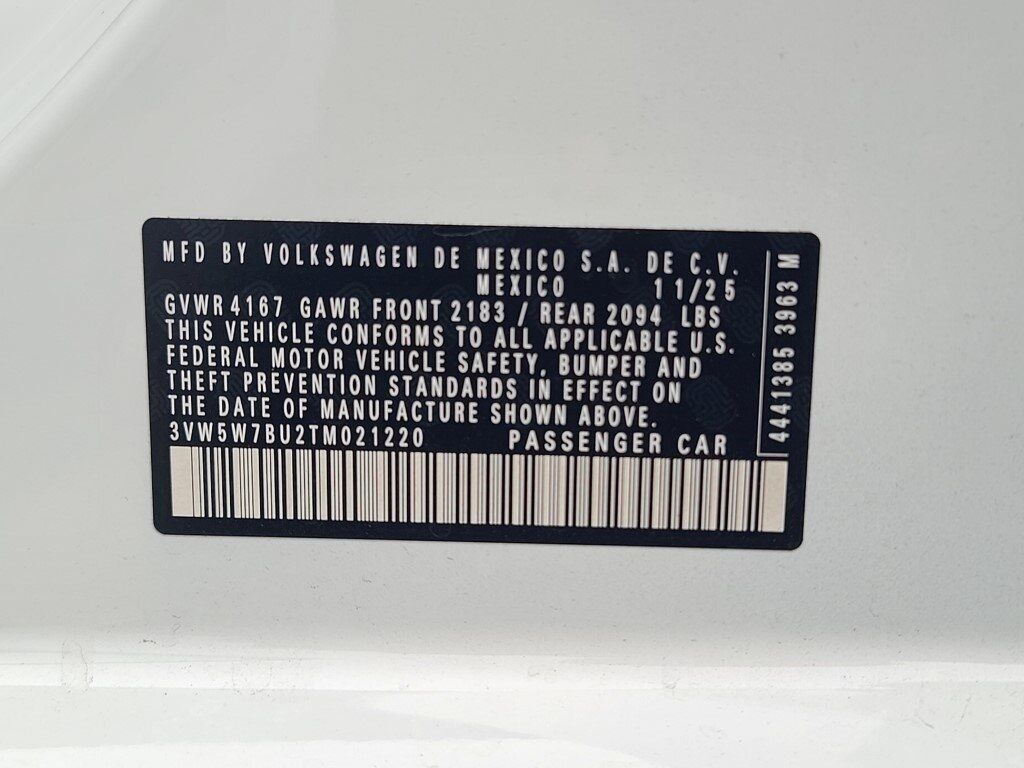 MFD BY VOLKSWAGEN DE MEXICO S.A. DE C.V.
MEXICO 11/25
GVWR 4167 GAWR FRONT 2183 / REAR 2094 LBS
THIS VEHICLE CONFORMS TO ALL APPLICABLE U.S.
FEDERAL MOTOR VEHICLE SAFETY, BUMPER AND
THEFT PREVENTION STANDARDS IN EFFECT ON
THE DATE OF MANUFACTURE SHOWN ABOVE.
3VW5W7BU2TM021220 PASSENGER CAR
4441385 3963 M